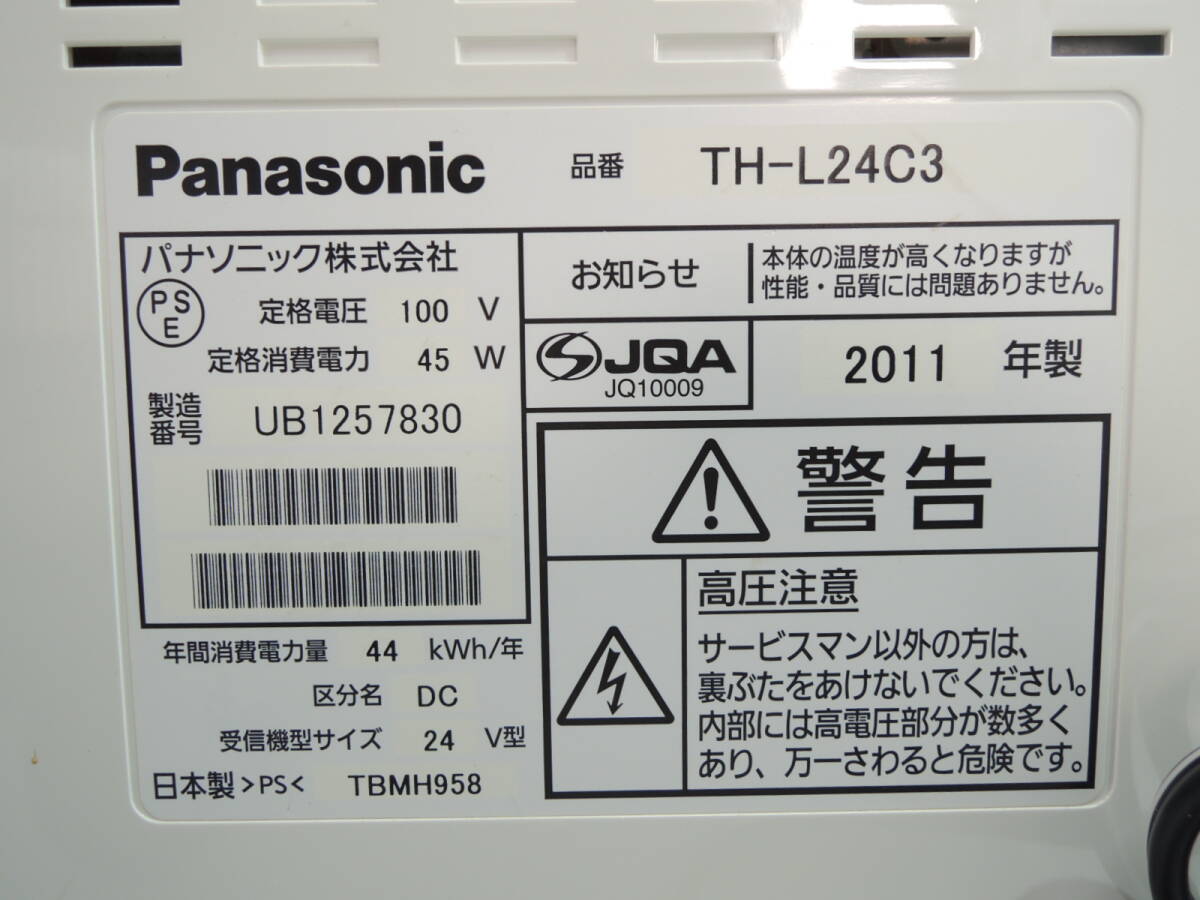 Panasonic 品番 TH-L24C3
パナソニック株式会社
PS
E
定格電圧 100 V
定格消費電力 45 W
製造
番号
UB1257830
お知らせ
本体の温度が高くなりますが
性能・品質には問題ありません。
JQA
JQ10009
2011 年製
警告
高圧注意
サービスマン以外の方は、
裏ぶたをあけないでください。
内部には高電圧部分が数多く
あり、万一さわると危険です。
年間消費電力量 44 kWh/年
区分名 DC
受信機型サイズ 24 V型
日本製 >PS< TBMH958